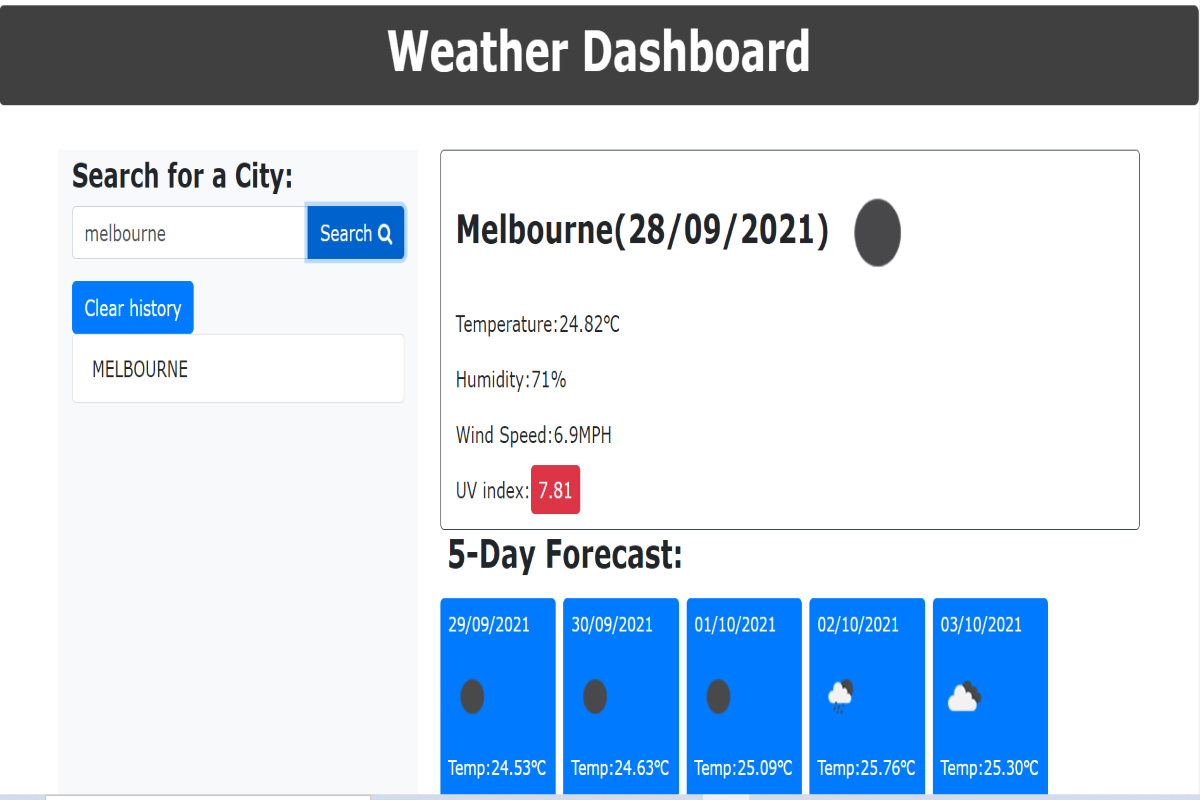 Weather Dashboard
Search for a City:
melbourne
Search
Clear history
MELBOURNE
Melbourne(28/09/2021)
Temperature:24.82℃
Humidity:71%
Wind Speed:6.9MPH
UV index: 7.81
5-Day Forecast:
29/09/2021 30/09/2021 01/10/2021 02/10/2021 03/10/2021
Temp:24.53℃ Temp:24.63℃ Temp:25.09℃ Temp:25.76℃ Temp:25.30℃